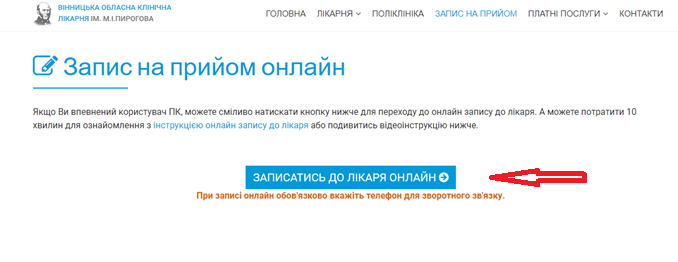 ВІННИЦЬКА ОБЛАСНА КЛІНІЧНА
ЛІКАРНЯ ІМ. М.І.ПИРОГОВА
ГОЛОВНА ЛІКАРНЯ ПОЛІКЛІНІКА ЗАПИС НА ПРИЙОМ ПЛАТНІ ПОСЛУГИ КОНТАКТИ
Запис на прийом онлайн
Якщо Ви впевнений користувач ПК, можете сміливо натискати кнопку нижче для переходу до онлайн запису до лікаря. А можете потратити 10
хвилин для ознайомлення з інструкцією онлайн запису до лікаря або подивитись відеоінструкцію нижче.
ЗАПИСАТИСЬ ДО ЛІКАРЯ ОНЛАЙН
При записі онлайн обов'язково вкажіть телефон для зворотного зв'язку.